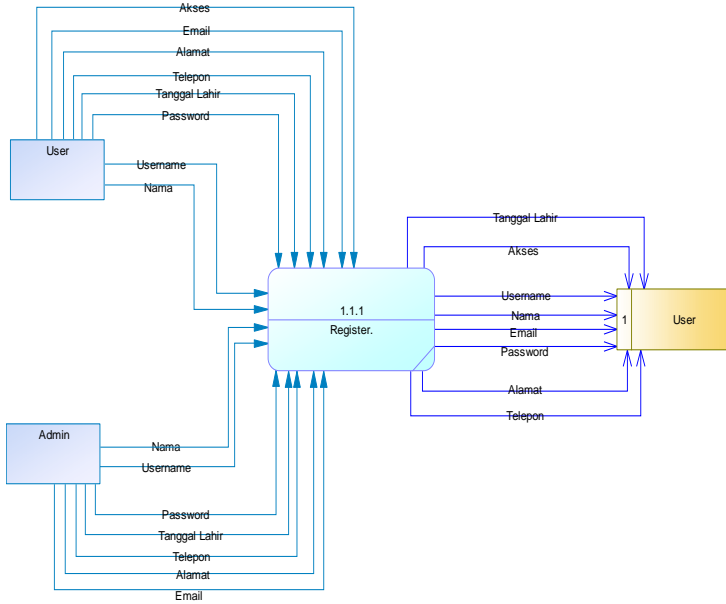 Akses
Email
Alamat
Telepon
Tanggal Lahir
Password
User
Username
Nama
Tanggal Lahir
Akses
Username
Nama
Email
Password
1
User
1.1.1
Register.
Alamat
Telepon
Admin
Nama
Username
Password
Tanggal Lahir
Telepon
Alamat
Email